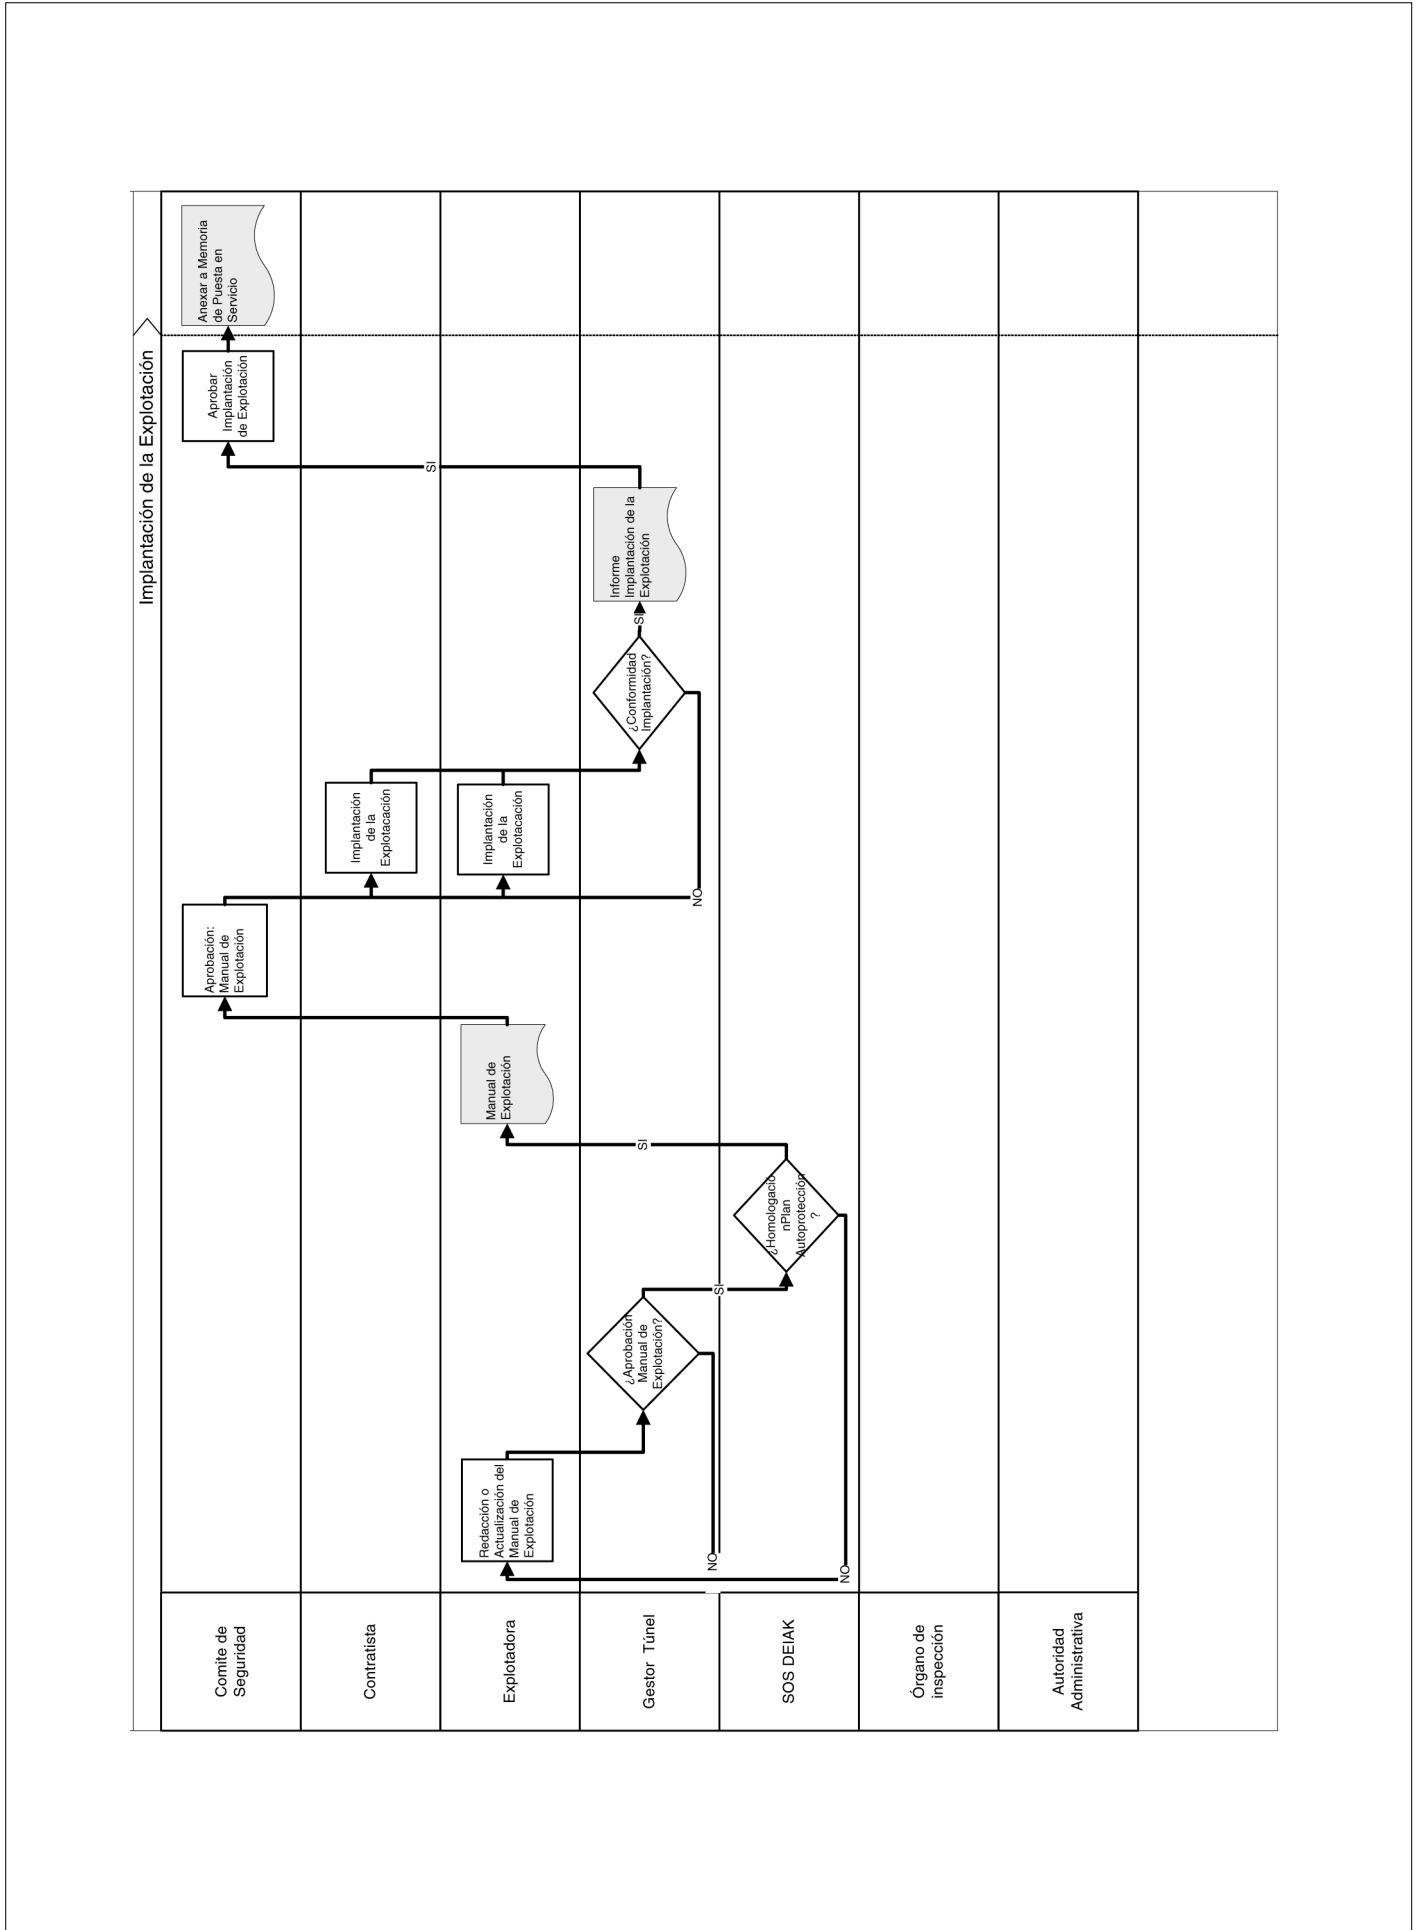 Implantación de la Explotación
Comite de
Seguridad
Aprobación:
Manual de
Explotación
Aprobar
Implantación
de Explotación
Anexar a Memoria
de Puesta en
Servicio
Contratista
Implantación
de la
Explotacación
SI
Explotadora
Redacción o
Actualización del
Manual de
Explotación
Manual de
Explotación
Implantación
de la
Explotacación
Gestor Túnel
¿Aprobación
Manual de
Explotación?
NO
SI
SI
NO
¿Conformidad
Implantación?
SI
Informe
Implantación de la
Explotación
SOS DEIAK
¿Homologació
nPlan
Autoprotección
?
NO
Órgano de
inspección
Autoridad
Administrativa